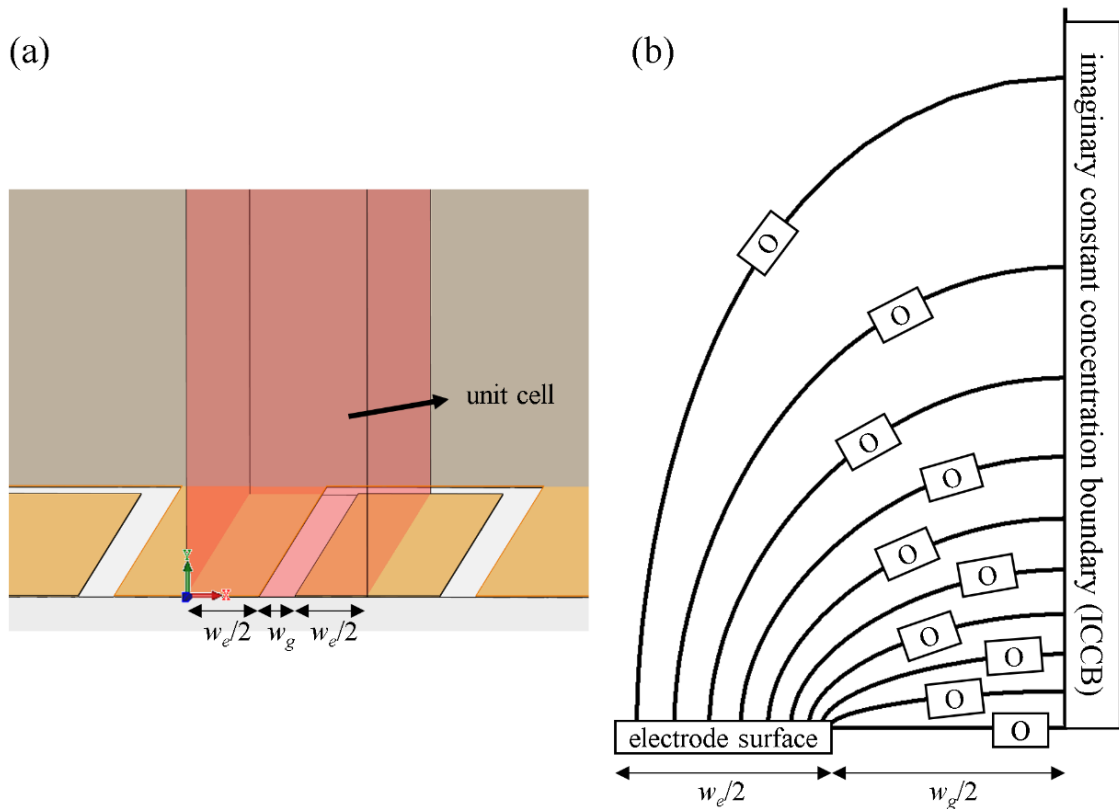 (a)
unit cell
Y
X
w_e/2
w_g
w_e/2
(b)
O
O
O
O
O
O
O
O
O
O
imaginary constant concentration boundary (ICCB)
electrode surface
w_e/2
w_g/2